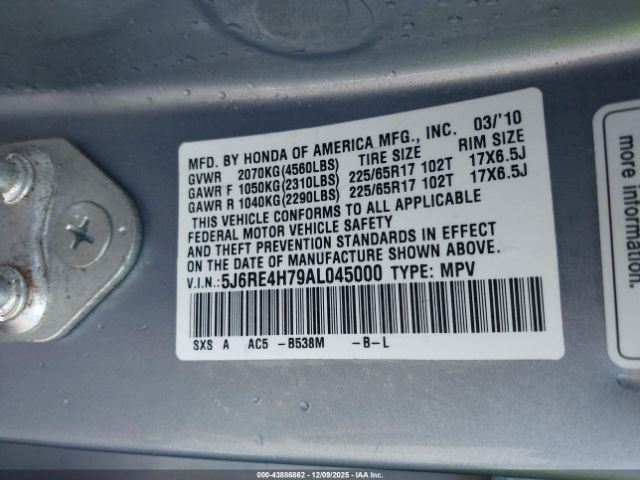 MFD. BY HONDA OF AMERICA MFG., INC. 03/'10
GVWR 2070KG(4560LBS) TIRE SIZE RIM SIZE
GAWR F 1050KG(2310LBS) 225/65R17 102T 17X6.5J
GAWR R 1040KG(2290LBS) 225/65R17 102T 17X6.5J
THIS VEHICLE CONFORMS TO ALL APPLICABLE
FEDERAL MOTOR VEHICLE SAFETY
AND THEFT PREVENTION STANDARDS IN EFFECT
ON THE DATE OF MANUFACTURE SHOWN ABOVE.
V.I.N.:5J6RE4H79AL045000 TYPE: MPV
SXS A AC5 -B538M -B-L
more information.
00-43886862 - 12/09/2025 - IAAI.COM